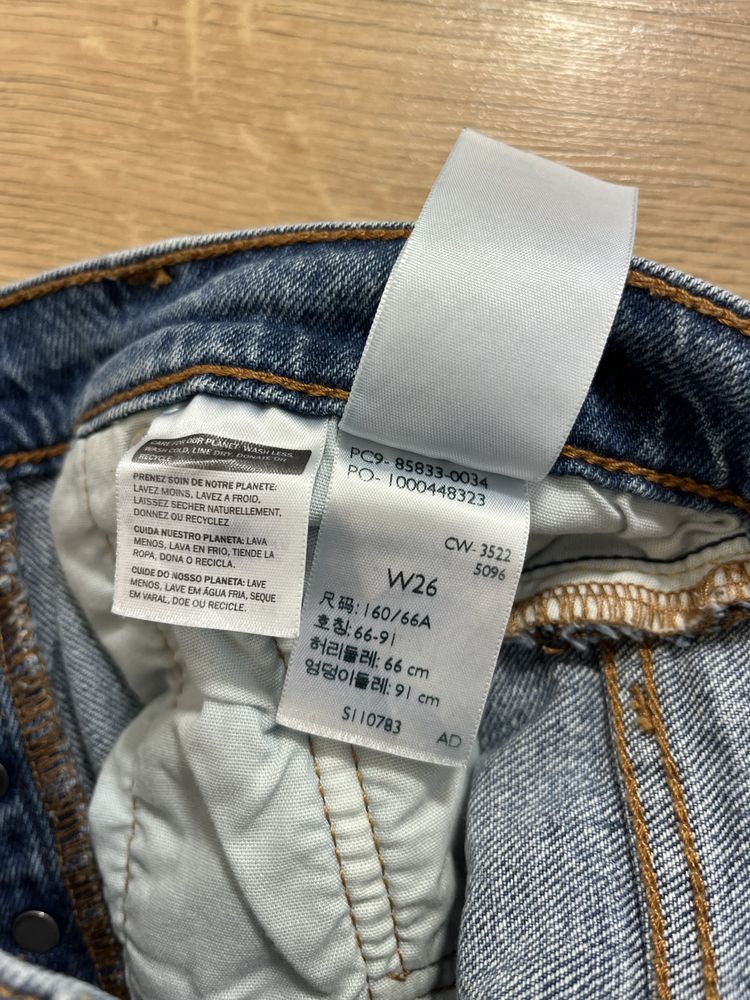 CARE FOR OUR PLANET: WASH LESS,
WASH COLD, LINE DRY, DONATE OR
RECYCLE
PRENEZ SOIN DE NOTRE PLANETE:
LAVEZ MOINS, LAVEZ A FROID,
LAISSEZ SECHER NATURELLEMENT,
DONNEZ OU RECYCLEZ
CUIDA NUESTRO PLANETA: LAVA
MENOS, LAVA EN FRIO, TIENDE LA
ROPA, DONA O RECICLA.
CUIDE DO NOSSO PLANETA: LAVE
MENOS, LAVE EM ÁGUA FRIA, SEQUE
EM VARAL, DOE OU RECICLE.
PC9- 85833-0034
PO- 1000448323
CW- 3522
5096
W26
尺码:160/66A
호칭:66-91
허리둘레: 66 cm
엉덩이둘레: 91 cm
S110783 AD